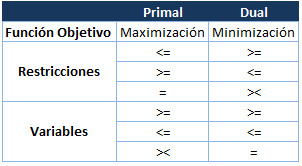 Primal Dual
Función Objetivo Maximización Minimización
<= >=
Restricciones >= <=
= ><
>= >=
Variables <= <=
>< =